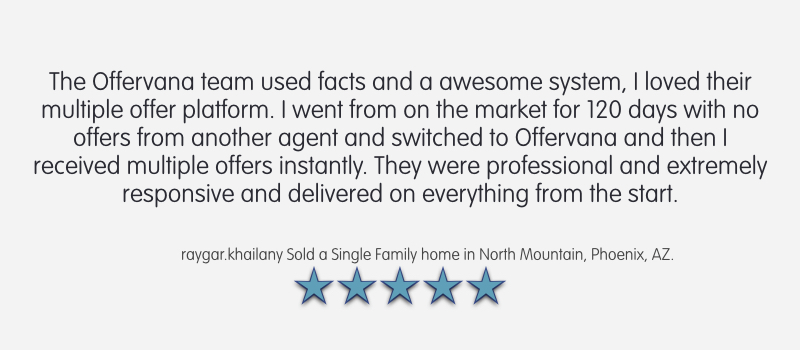 The Offervana team used facts and a awesome system, I loved their
multiple offer platform. I went from on the market for 120 days with no
offers from another agent and switched to Offervana and then I
received multiple offers instantly. They were professional and extremely
responsive and delivered on everything from the start.
raygar.khailany Sold a Single Family home in North Mountain, Phoenix, AZ.